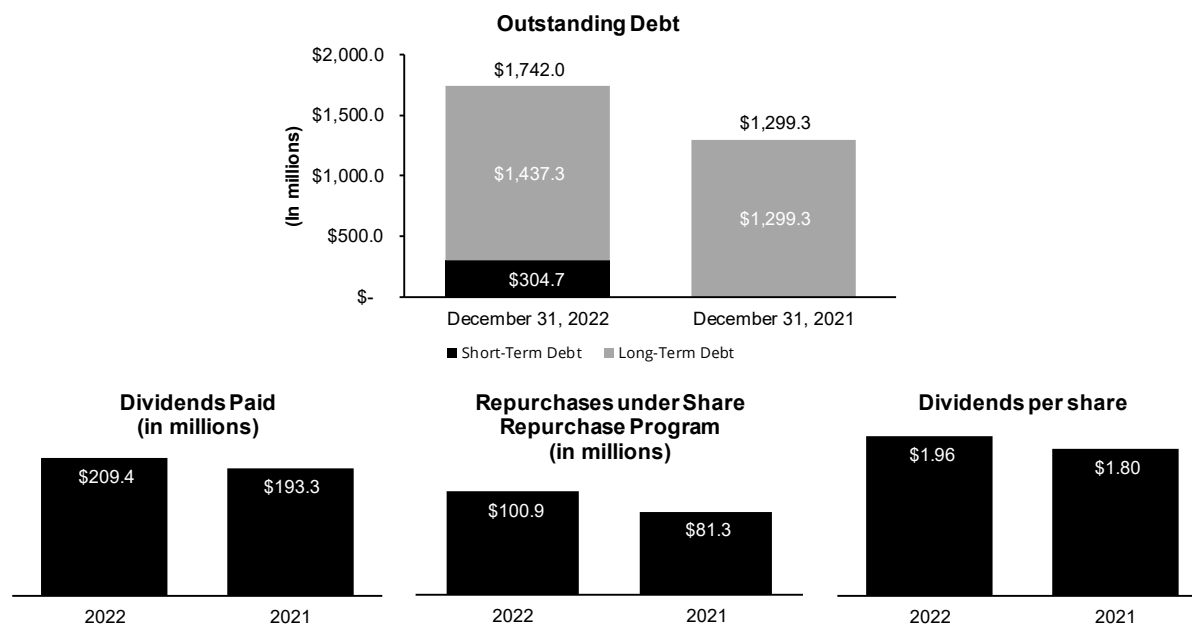 Outstanding Debt
(In millions)
$2,000.0
$1,500.0
$1,000.0
$500.0
$-
$1,742.0
$1,437.3
$304.7
$1,299.3
$1,299.3
December 31, 2022
December 31, 2021
Short-Term Debt
Long-Term Debt
Dividends Paid
(in millions)
$209.4
$193.3
2022
2021
Repurchases under Share
Repurchase Program
(in millions)
$100.9
$81.3
2022
2021
Dividends per share
$1.96
$1.80
2022
2021